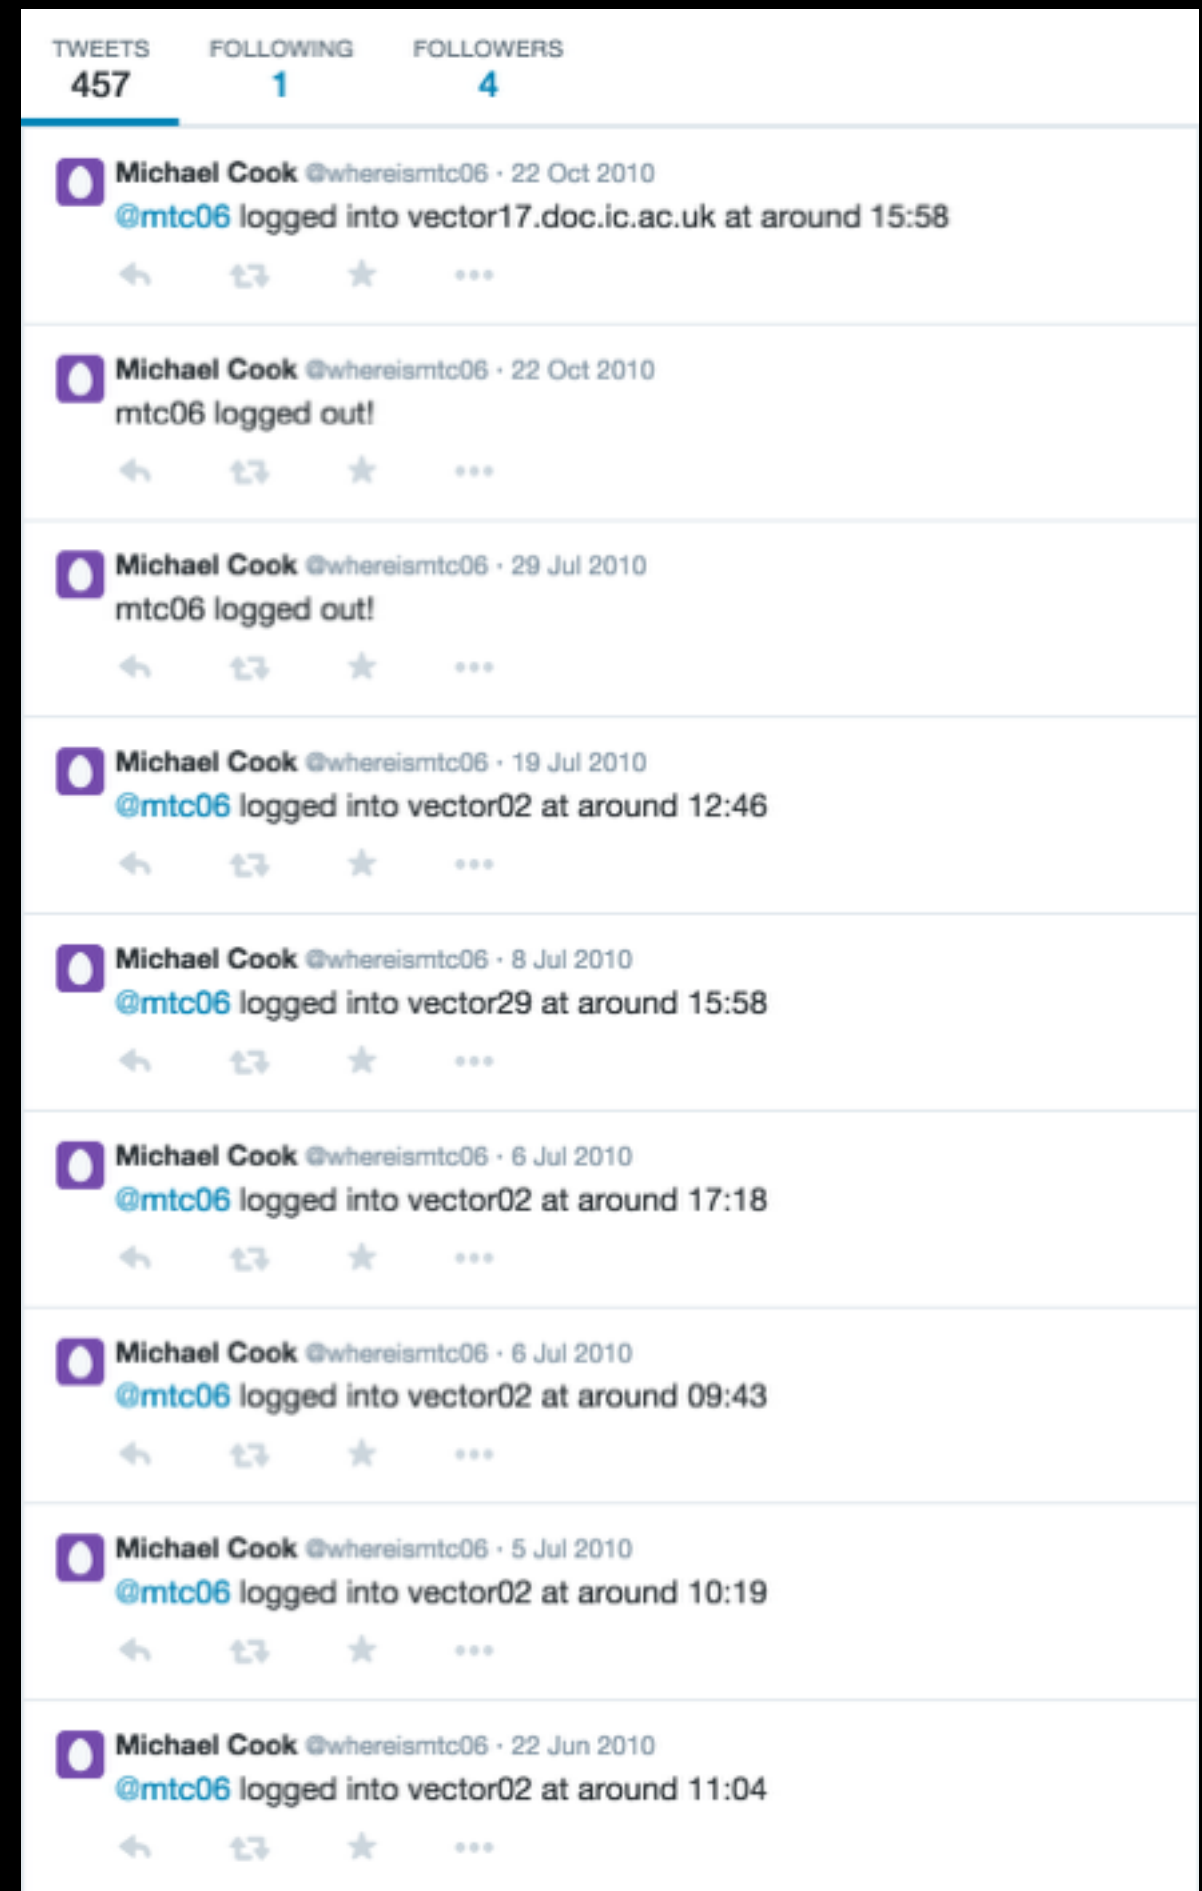 TWEETS FOLLOWING FOLLOWERS
457 1 4
Michael Cook @whereismtc06 · 22 Oct 2010
@mtc06 logged into vector17.doc.ic.ac.uk at around 15:58
Michael Cook @whereismtc06 · 22 Oct 2010
mtc06 logged out!
Michael Cook @whereismtc06 · 29 Jul 2010
mtc06 logged out!
Michael Cook @whereismtc06 · 19 Jul 2010
@mtc06 logged into vector02 at around 12:46
Michael Cook @whereismtc06 · 8 Jul 2010
@mtc06 logged into vector29 at around 15:58
Michael Cook @whereismtc06 · 6 Jul 2010
@mtc06 logged into vector02 at around 17:18
Michael Cook @whereismtc06 · 6 Jul 2010
@mtc06 logged into vector02 at around 09:43
Michael Cook @whereismtc06 · 5 Jul 2010
@mtc06 logged into vector02 at around 10:19
Michael Cook @whereismtc06 · 22 Jun 2010
@mtc06 logged into vector02 at around 11:04